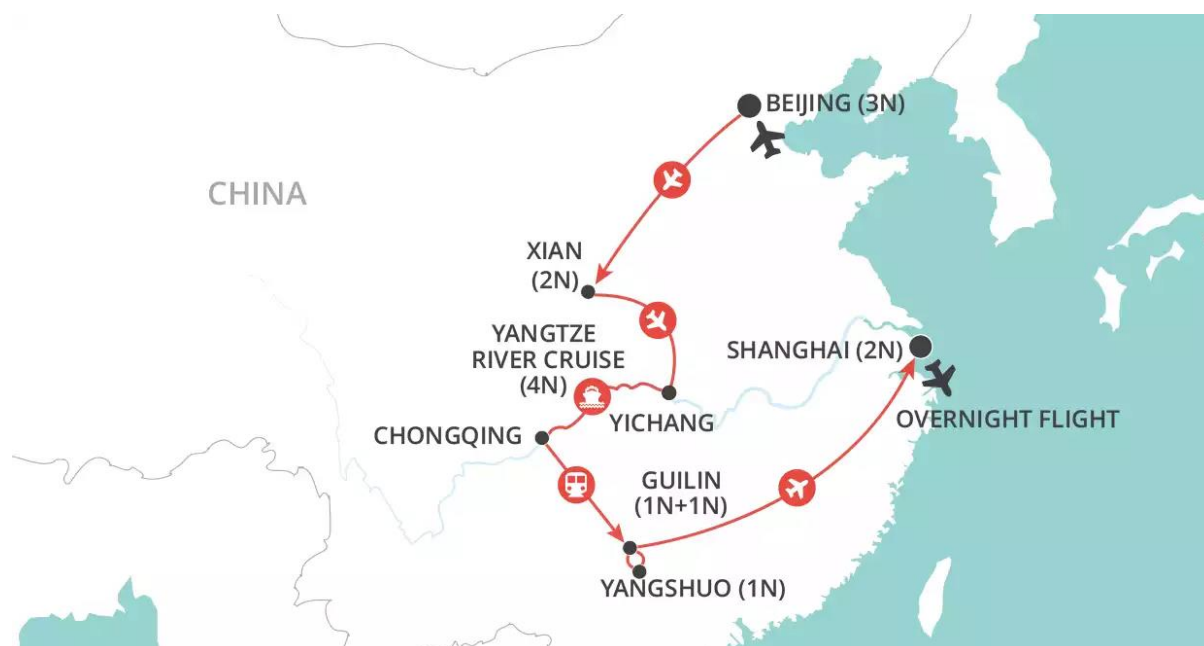 BEIJING (3N)
CHINA
XIAN
(2N)
YANGTZE
RIVER CRUISE
(4N)
SHANGHAI (2N)
YICHANG
OVERNIGHT FLIGHT
CHONGQING
GUILIN
(1N+1N)
YANGSHUO (1N)